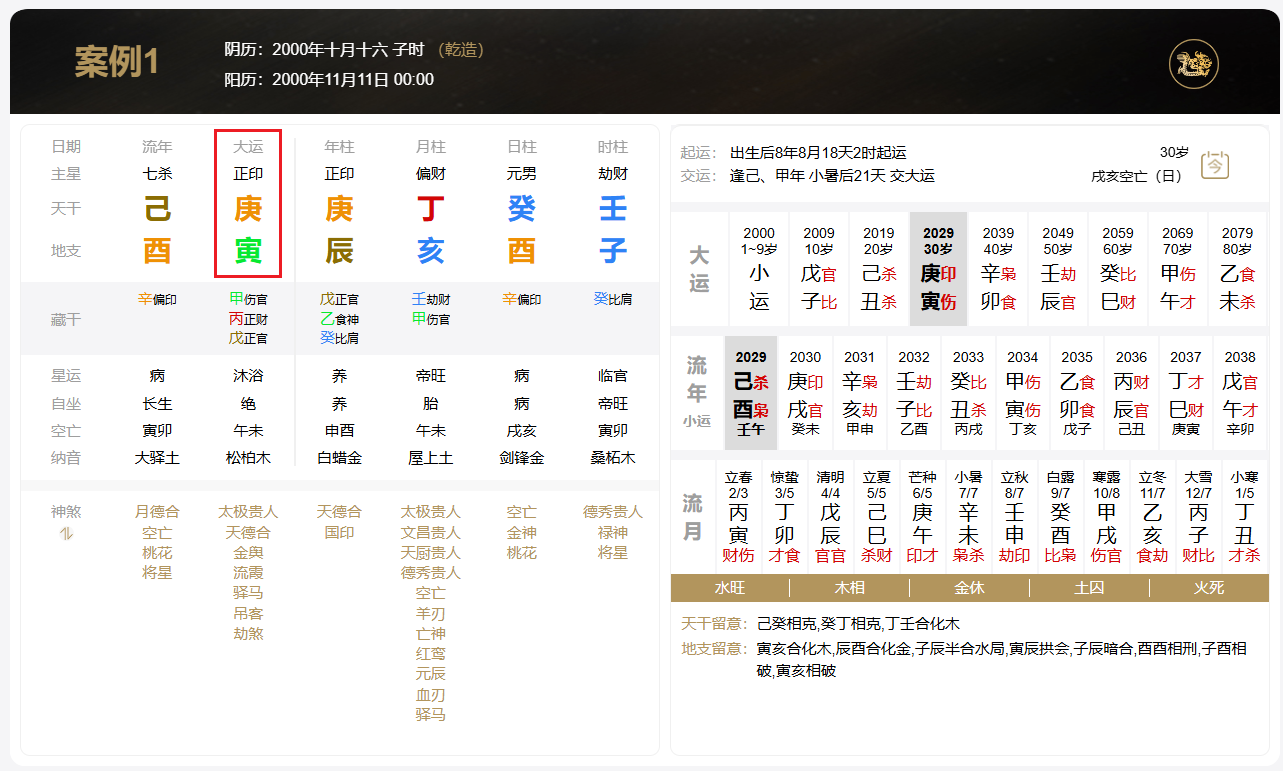 案例1
阴历：2000年十月十六 子时 （乾造）
阳历：2000年11月11日 00:00
日期 流年 大运 年柱 月柱 日柱 时柱
主星 七杀 正印 正印 偏财 元男 劫财
天干 己 庚 庚 丁 癸 壬
地支 酉 寅 辰 亥 酉 子
藏干 辛偏印 甲伤官 戊正官 壬劫财 辛偏印 癸比肩
丙正财 乙食神 甲伤官
戊正官 癸比肩
星运 病 沐浴 养 帝旺 病 临官
自坐 长生 绝 养 胎 病 帝旺
空亡 寅卯 午未 申酉 午未 戌亥 寅卯
纳音 大驿土 松柏木 白蜡金 屋上土 剑锋金 桑柘木
神煞 月德合 太极贵人 天德合 太极贵人 空亡 德秀贵人
空亡 天德合 国印 文昌贵人 金神 禄神
桃花 金舆 天厨贵人 桃花 将星
将星 流霞 德秀贵人
驿马 空亡
吊客 羊刃
劫煞 亡神
红鸾
元辰
血刃
驿马
起运： 出生后8年8月18天2时起运 30岁
交运： 逢己、甲年 小暑后21天 交大运 戌亥空亡（日） 今
大运
2000 2009 2019 2029 2039 2049 2059 2069 2079
1~9岁 10岁 20岁 30岁 40岁 50岁 60岁 70岁 80岁
小 戊官 己杀 庚印 辛枭 壬劫 癸比 甲伤 乙食
运 子比 丑杀 寅伤 卯食 辰官 巳财 午才 未杀
流年
小运
2029 2030 2031 2032 2033 2034 2035 2036 2037 2038
己杀 庚印 辛枭 壬劫 癸比 甲伤 乙食 丙财 丁才 戊官
酉枭 戌官 亥劫 子比 丑杀 寅伤 卯食 辰官 巳财 午才
壬午 癸未 甲申 乙酉 丙戌 丁亥 戊子 己丑 庚寅 辛卯
流月
立春 惊蛰 清明 立夏 芒种 小暑 立秋 白露 寒露 立冬 大雪 小寒
2/3 3/5 4/4 5/5 6/5 7/7 8/7 9/7 10/8 11/7 12/7 1/5
丙 丁 戊 己 庚 辛 壬 癸 甲 乙 丙 丁
寅 卯 辰 巳 午 未 申 酉 戌 亥 子 丑
财伤 才食 官官 杀财 印才 枭杀 劫印 比枭 伤官 食劫 财比 才杀
水旺 木相 金休 土囚 火死
天干留意： 己癸相克,癸丁相克,丁壬合化木
地支留意： 寅亥合化木,辰酉合化金,子辰半合水局,寅辰拱会,子辰暗合,酉酉相刑,子酉相
破,寅亥相破